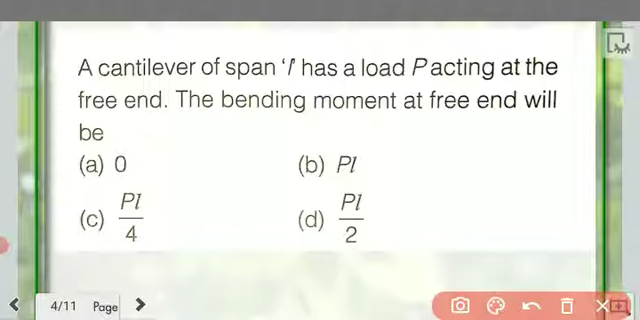 A cantilever of span ‘l’ has a load P acting at the
free end. The bending moment at free end will
be
(a) 0 (b) Pl
(c) Pl/4 (d) Pl/2
4/11 Page